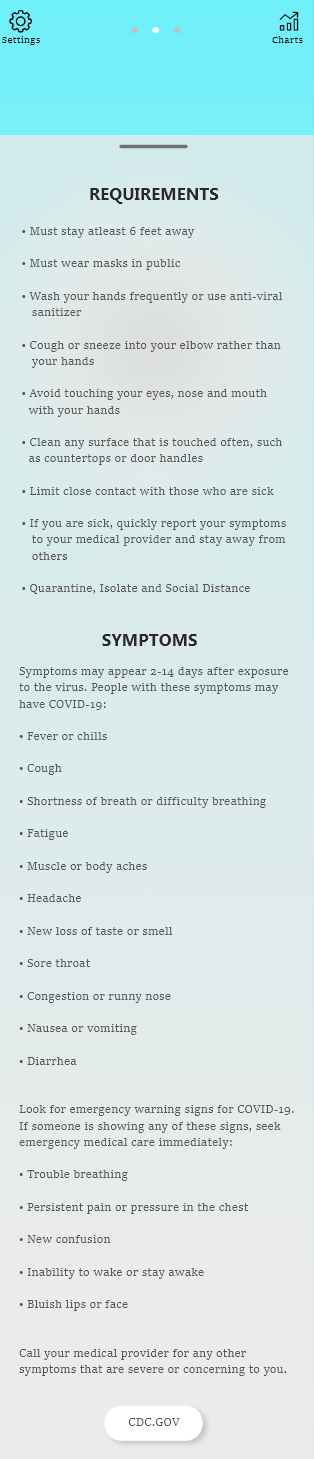 Settings
Charts
REQUIREMENTS
• Must stay atleast 6 feet away
• Must wear masks in public
• Wash your hands frequently or use anti-viral
sanitizer
• Cough or sneeze into your elbow rather than
your hands
• Avoid touching your eyes, nose and mouth
with your hands
• Clean any surface that is touched often, such
as countertops or door handles
• Limit close contact with those who are sick
• If you are sick, quickly report your symptoms
to your medical provider and stay away from
others
• Quarantine, Isolate and Social Distance
SYMPTOMS
Symptoms may appear 2-14 days after exposure
to the virus. People with these symptoms may
have COVID-19:
• Fever or chills
• Cough
• Shortness of breath or difficulty breathing
• Fatigue
• Muscle or body aches
• Headache
• New loss of taste or smell
• Sore throat
• Congestion or runny nose
• Nausea or vomiting
• Diarrhea
Look for emergency warning signs for COVID-19.
If someone is showing any of these signs, seek
emergency medical care immediately:
• Trouble breathing
• Persistent pain or pressure in the chest
• New confusion
• Inability to wake or stay awake
• Bluish lips or face
Call your medical provider for any other
symptoms that are severe or concerning to you.
CDC.GOV